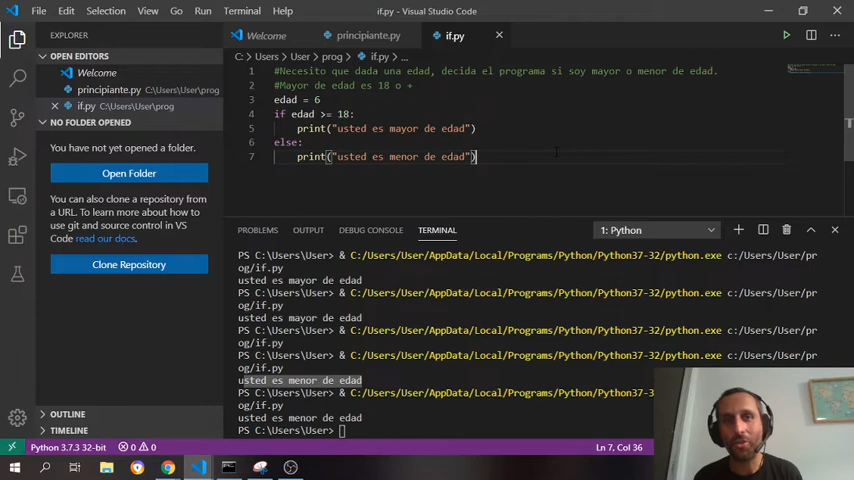 File Edit Selection View Go Run Terminal Help if.py - Visual Studio Code
EXPLORER
OPEN EDITORS
Welcome
principiante.py C:\Users\User\prog
if.py C:\Users\User\prog
NO FOLDER OPENED
You have not yet opened a folder.
Open Folder
You can also clone a repository
from a URL. To learn more about how
to use git and source control in VS
Code read our docs.
Clone Repository
OUTLINE
TIMELINE
Welcome principiante.py if.py
C: > Users > User > prog > if.py > ...
1 #Necesito que dada una edad, decida el programa si soy mayor o menor de edad.
2 #Mayor de edad es 18 o +
3 edad = 6
4 if edad >= 18:
5 print("usted es mayor de edad")
6 else:
7 print("usted es menor de edad")
PROBLEMS OUTPUT DEBUG CONSOLE TERMINAL 1: Python
PS C:\Users\User> & C:/Users/User/AppData/Local/Programs/Python/Python37-32/python.exe c:/Users/User/pr
og/if.py
usted es mayor de edad
PS C:\Users\User> & C:/Users/User/AppData/Local/Programs/Python/Python37-32/python.exe c:/Users/User/pr
og/if.py
usted es mayor de edad
PS C:\Users\User> & C:/Users/User/AppData/Local/Programs/Python/Python37-32/python.exe c:/Users/User/pr
og/if.py
PS C:\Users\User> & C:/Users/User/AppData/Local/Programs/Python/Python37-32/python.exe c:/Users/User/pr
og/if.py
usted es menor de edad
PS C:\Users\User> & C:/Users/User/AppData/Local/Programs/Python/Python37-3
og/if.py
usted es menor de edad
PS C:\Users\User>
Python 3.7.3 32-bit 0 0 Ln 7, Col 36